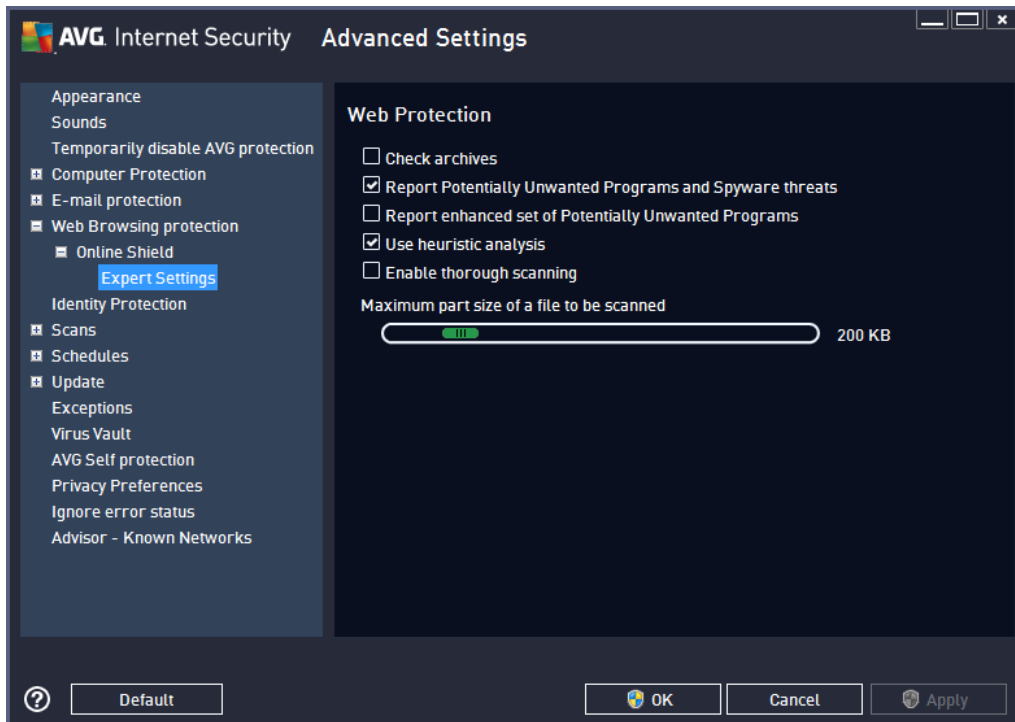 AVG. Internet Security Advanced Settings
Appearance
Sounds
Temporarily disable AVG protection
Computer Protection
E-mail protection
Web Browsing protection
Online Shield
Expert Settings
Identity Protection
Scans
Schedules
Update
Exceptions
Virus Vault
AVG Self protection
Privacy Preferences
Ignore error status
Advisor - Known Networks
Web Protection
Check archives
Report Potentially Unwanted Programs and Spyware threats
Report enhanced set of Potentially Unwanted Programs
Use heuristic analysis
Enable thorough scanning
Maximum part size of a file to be scanned
200 KB
? Default OK Cancel Apply